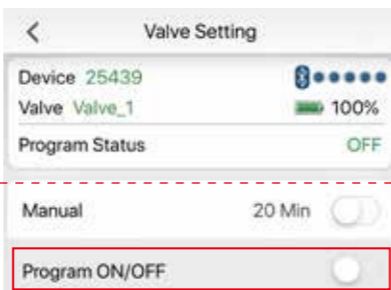 Valve Setting
Device 25439
Valve Valve_1 100%
Program Status OFF
Manual 20 Min
Program ON/OFF